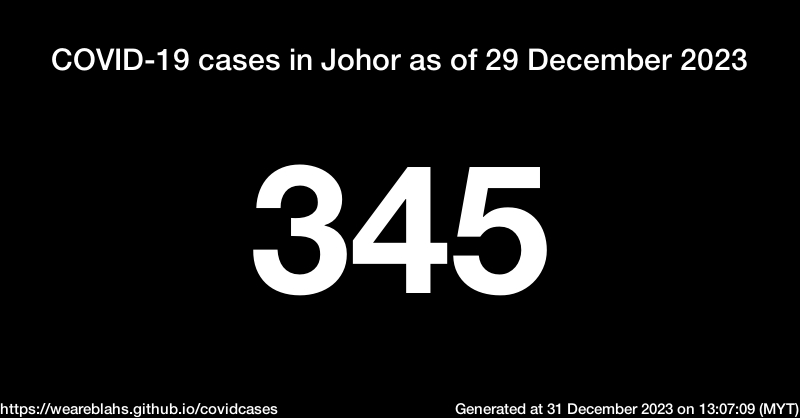 COVID-19 cases in Johor as of 29 December 2023
345
https://weareblahs.github.io/covidcases
Generated at 31 December 2023 on 13:07:09 (MYT)